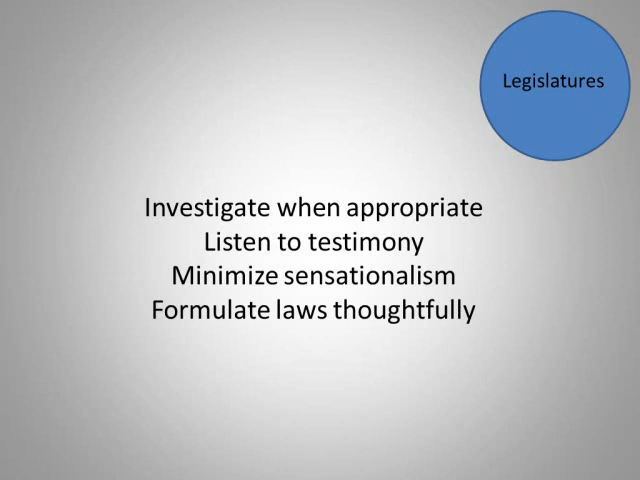 Legislatures
Investigate when appropriate
Listen to testimony
Minimize sensationalism
Formulate laws thoughtfully